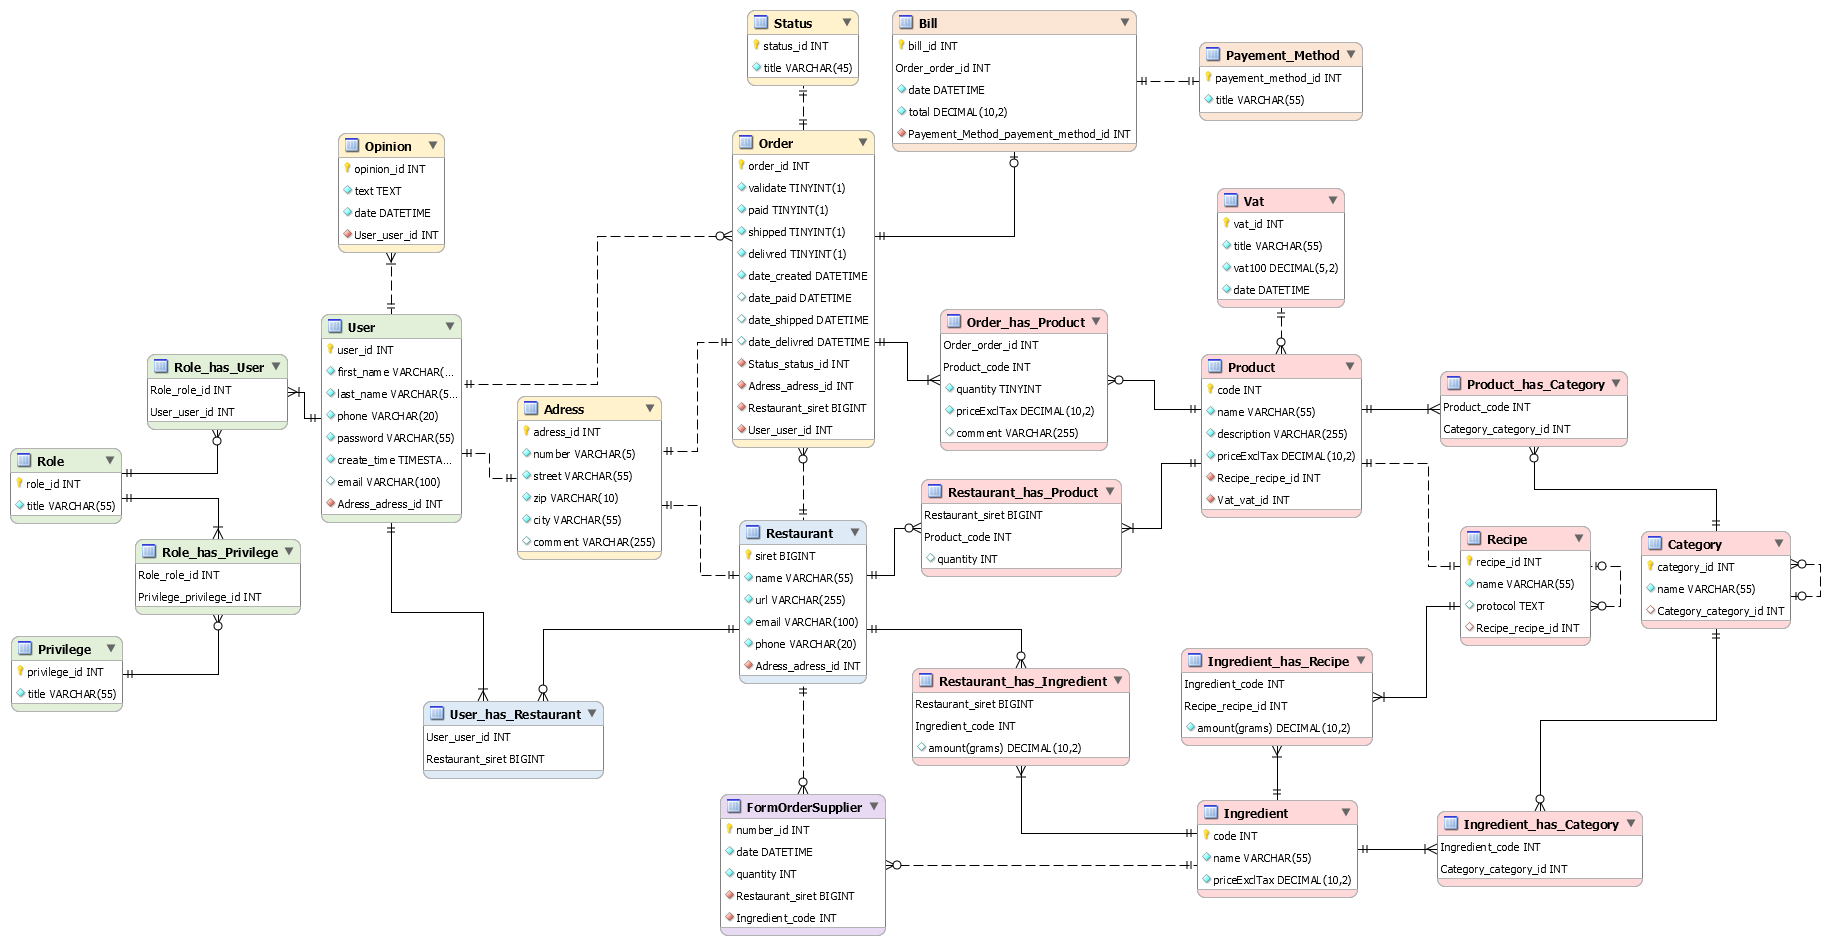 Status
status_id INT
title VARCHAR(45)
Bill
bill_id INT
Order_order_id INT
date DATETIME
total DECIMAL(10,2)
Payement_Method_payement_method_id INT
Payement_Method
payement_method_id INT
title VARCHAR(55)
Opinion
opinion_id INT
text TEXT
date DATETIME
User_user_id INT
Order
order_id INT
validate TINYINT(1)
paid TINYINT(1)
shipped TINYINT(1)
delivred TINYINT(1)
date_created DATETIME
date_paid DATETIME
date_shipped DATETIME
date_delivred DATETIME
Status_status_id INT
Adress_adress_id INT
Restaurant_siret BIGINT
User_user_id INT
Vat
vat_id INT
title VARCHAR(55)
vat100 DECIMAL(5,2)
date DATETIME
User
user_id INT
first_name VARCHAR(...
last_name VARCHAR(5...
phone VARCHAR(20)
password VARCHAR(55)
create_time TIMESTA...
email VARCHAR(100)
Adress_adress_id INT
Order_has_Product
Order_order_id INT
Product_code INT
quantity TINYINT
priceExclTax DECIMAL(10,2)
comment VARCHAR(255)
Role_has_User
Role_role_id INT
User_user_id INT
Product
code INT
name VARCHAR(55)
description VARCHAR(255)
priceExclTax DECIMAL(10,2)
Recipe_recipe_id INT
Vat_vat_id INT
Product_has_Category
Product_code INT
Category_category_id INT
Adress
adress_id INT
number VARCHAR(5)
street VARCHAR(55)
zip VARCHAR(10)
city VARCHAR(55)
comment VARCHAR(255)
Role
role_id INT
title VARCHAR(55)
Restaurant_has_Product
Restaurant_siret BIGINT
Product_code INT
quantity INT
Restaurant
siret BIGINT
name VARCHAR(55)
url VARCHAR(255)
email VARCHAR(100)
phone VARCHAR(20)
Adress_adress_id INT
Recipe
recipe_id INT
name VARCHAR(55)
protocol TEXT
Recipe_recipe_id INT
Category
category_id INT
name VARCHAR(55)
Category_category_id INT
Role_has_Privilege
Role_role_id INT
Privilege_privilege_id INT
Privilege
privilege_id INT
title VARCHAR(55)
Ingredient_has_Recipe
Ingredient_code INT
Recipe_recipe_id INT
amount(grams) DECIMAL(10,2)
Restaurant_has_Ingredient
Restaurant_siret BIGINT
Ingredient_code INT
amount(grams) DECIMAL(10,2)
User_has_Restaurant
User_user_id INT
Restaurant_siret BIGINT
FormOrderSupplier
number_id INT
date DATETIME
quantity INT
Restaurant_siret BIGINT
Ingredient_code INT
Ingredient
code INT
name VARCHAR(55)
priceExclTax DECIMAL(10,2)
Ingredient_has_Category
Ingredient_code INT
Category_category_id INT